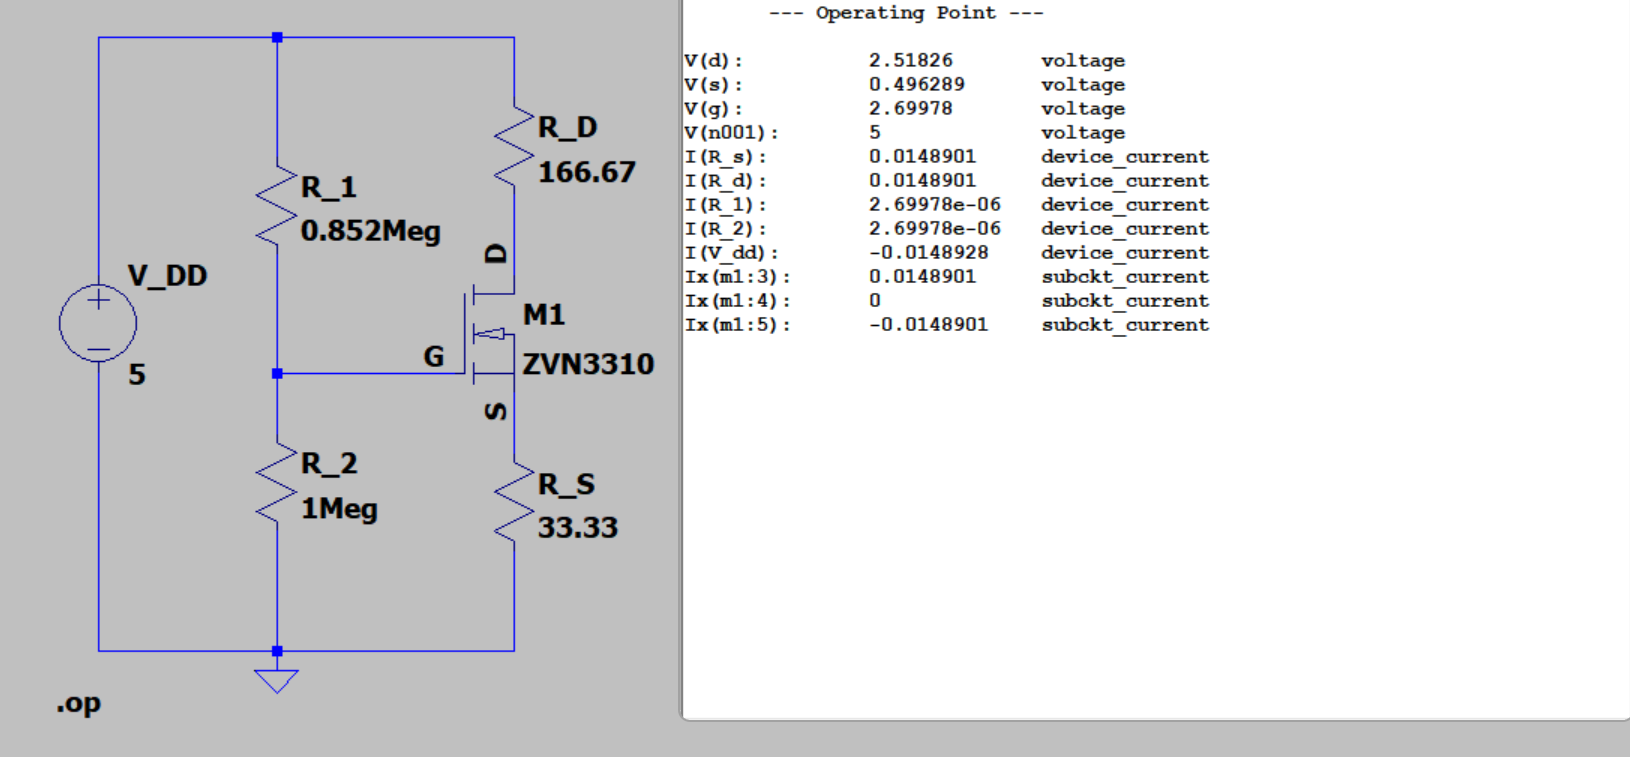 V_DD
5
R_1
0.852Meg
R_2
1Meg
R_D
166.67
D
M1
ZVN3310
G
S
R_S
33.33
.op
--- Operating Point ---
V(d): 2.51826 voltage
V(s): 0.496289 voltage
V(g): 2.69978 voltage
V(n001): 5 voltage
I(R_s): 0.0148901 device_current
I(R_d): 0.0148901 device_current
I(R_1): 2.69978e-06 device_current
I(R_2): 2.69978e-06 device_current
I(V_dd): -0.0148928 device_current
Ix(m1:3): 0.0148901 subckt_current
Ix(m1:4): 0 subckt_current
Ix(m1:5): -0.0148901 subckt_current